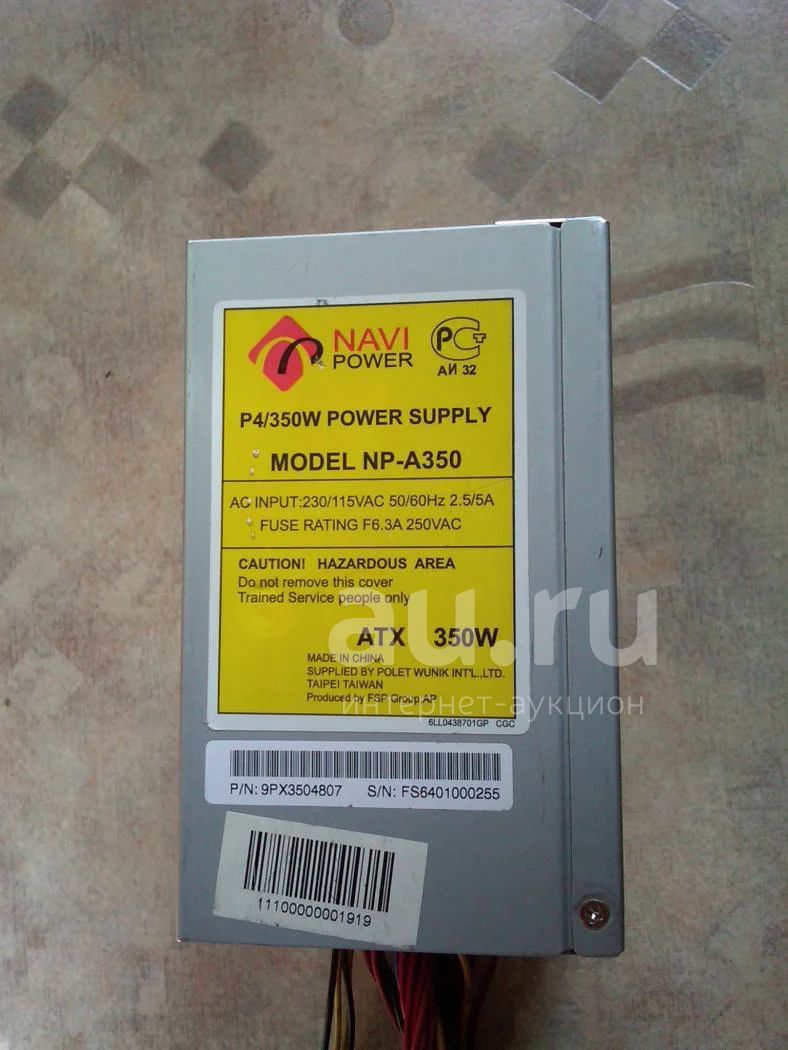 NAVI
POWER
РСТ
АИ 32
P4/350W POWER SUPPLY
MODEL NP-A350
AC INPUT:230/115VAC 50/60Hz 2.5/5A
FUSE RATING F6.3A 250VAC
CAUTION! HAZARDOUS AREA
Do not remove this cover
Trained Service people only
ATX 350W
MADE IN CHINA
SUPPLIED BY POLET WUNIK INT'L.,LTD.
TAIPEI TAIWAN
Produced by FSP Group.AP
6LL0438701GP CGC
P/N: 9PX3504807 S/N: FS6401000255
11100000001919
au.ru
интернет-аукцион